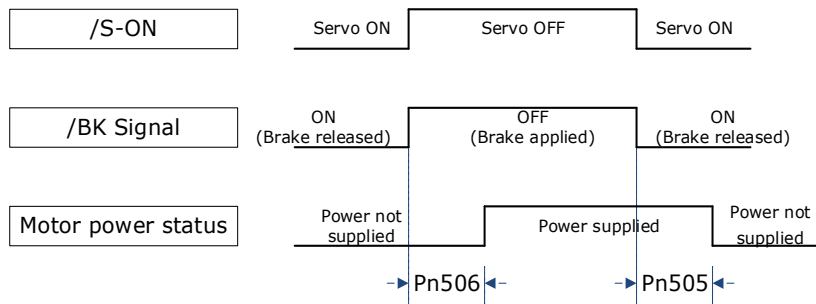 /S-ON
Servo ON
Servo OFF
Servo ON
/BK Signal
ON
(Brake released)
OFF
(Brake applied)
ON
(Brake released)
Motor power status
Power not
supplied
Power supplied
Power not
supplied
Pn506
Pn505